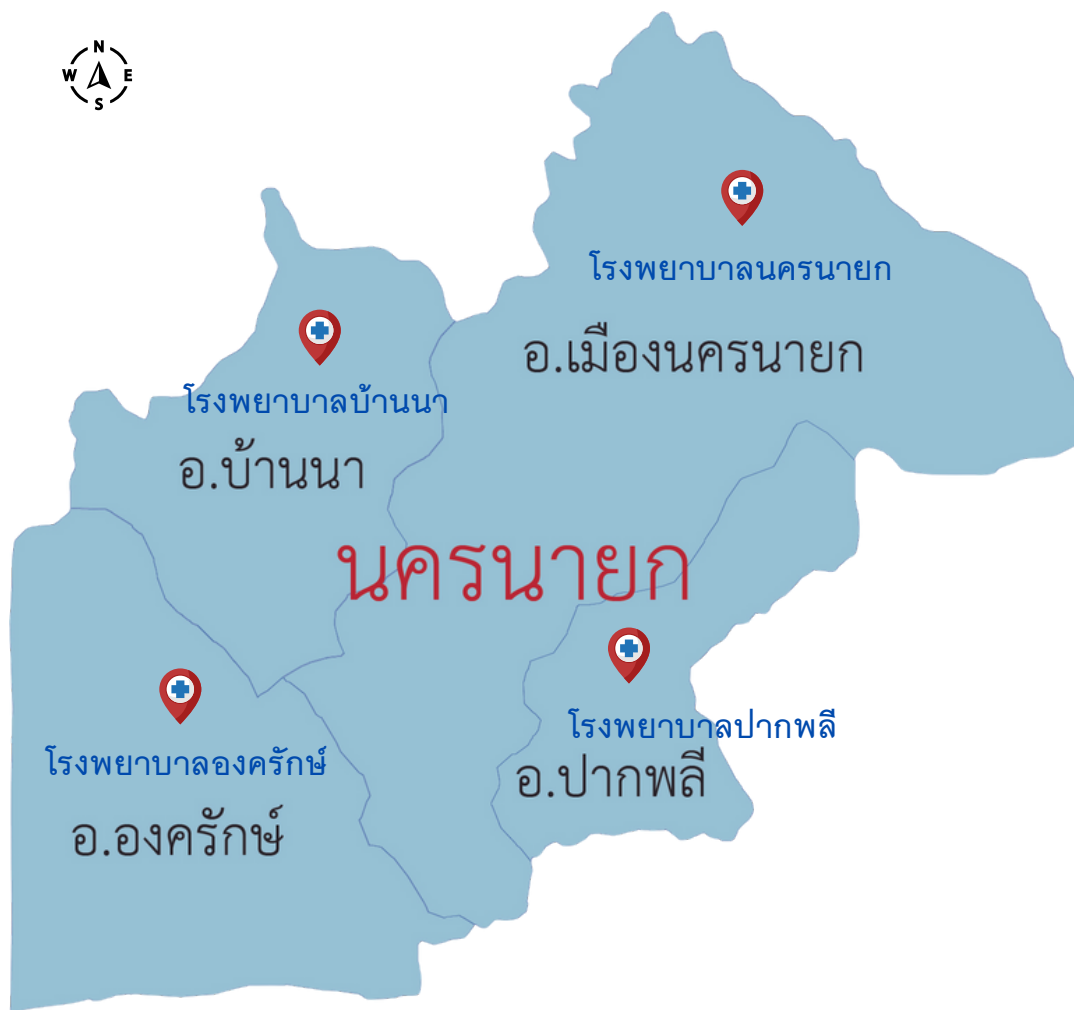 N
W E
S
โรงพยาบาลนครนายก
อ.เมืองนครนายก
โรงพยาบาลบ้านนา
อ.บ้านนา
นครนายก
โรงพยาบาลปากพลี
อ.ปากพลี
โรงพยาบาลองครักษ์
อ.องครักษ์